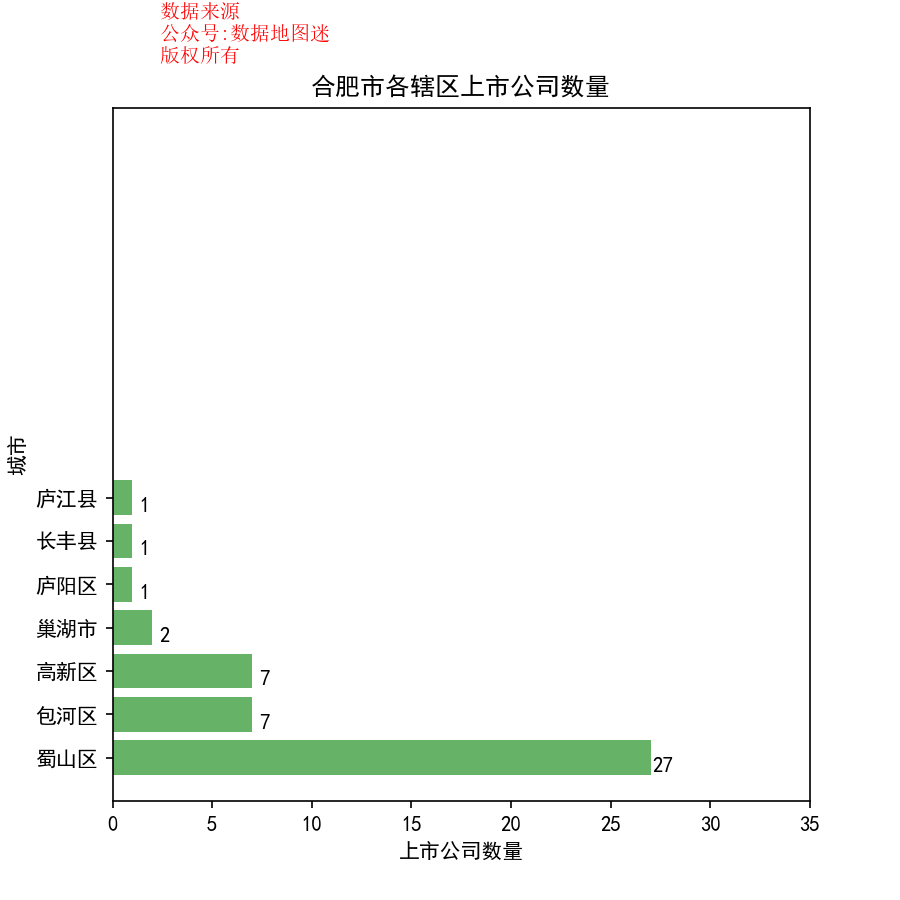 数据来源
公众号:数据地图迷
版权所有
合肥市各辖区上市公司数量
城市
庐江县 1
长丰县 1
庐阳区 1
巢湖市 2
高新区 7
包河区 7
蜀山区 27
0 5 10 15 20 25 30 35
上市公司数量